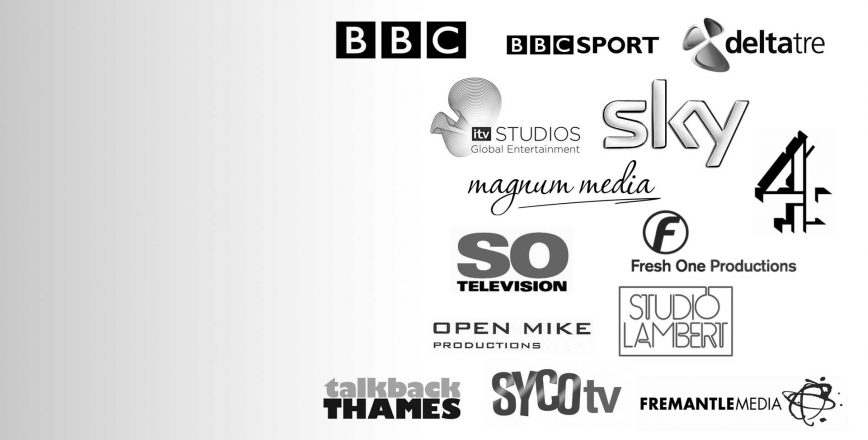 BBC
BBC SPORT
deltatre
itv STUDIOS
Global Entertainment
sky
magnum media
4
f
Fresh One Productions
SO
TELEVISION
OPEN MIKE
PRODUCTIONS
STUDIO
LAMBERT
talkback
THAMES
SYCOtv
FREMANTLEMEDIA